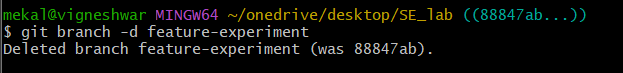 mekal@vigneshwar MINGW64 ~/onedrive/desktop/SE_lab ((88847ab...))
$ git branch -d feature-experiment
Deleted branch feature-experiment (was 88847ab).